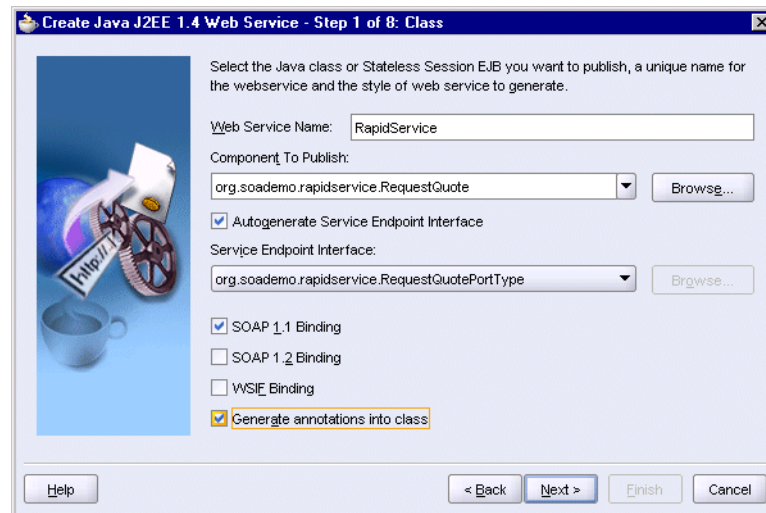 Create Java J2EE 1.4 Web Service - Step 1 of 8: Class
Select the Java class or Stateless Session EJB you want to publish, a unique name for
the webservice and the style of web service to generate.
Web Service Name: RapidService
Component To Publish:
org.soademo.rapidservice.RequestQuote Browse...
Autogenerate Service Endpoint Interface
Service Endpoint Interface:
org.soademo.rapidservice.RequestQuotePortType Browse...
http://.
SOAP 1.1 Binding
SOAP 1.2 Binding
WSIF Binding
Generate annotations into class
Help < Back Next > Finish Cancel